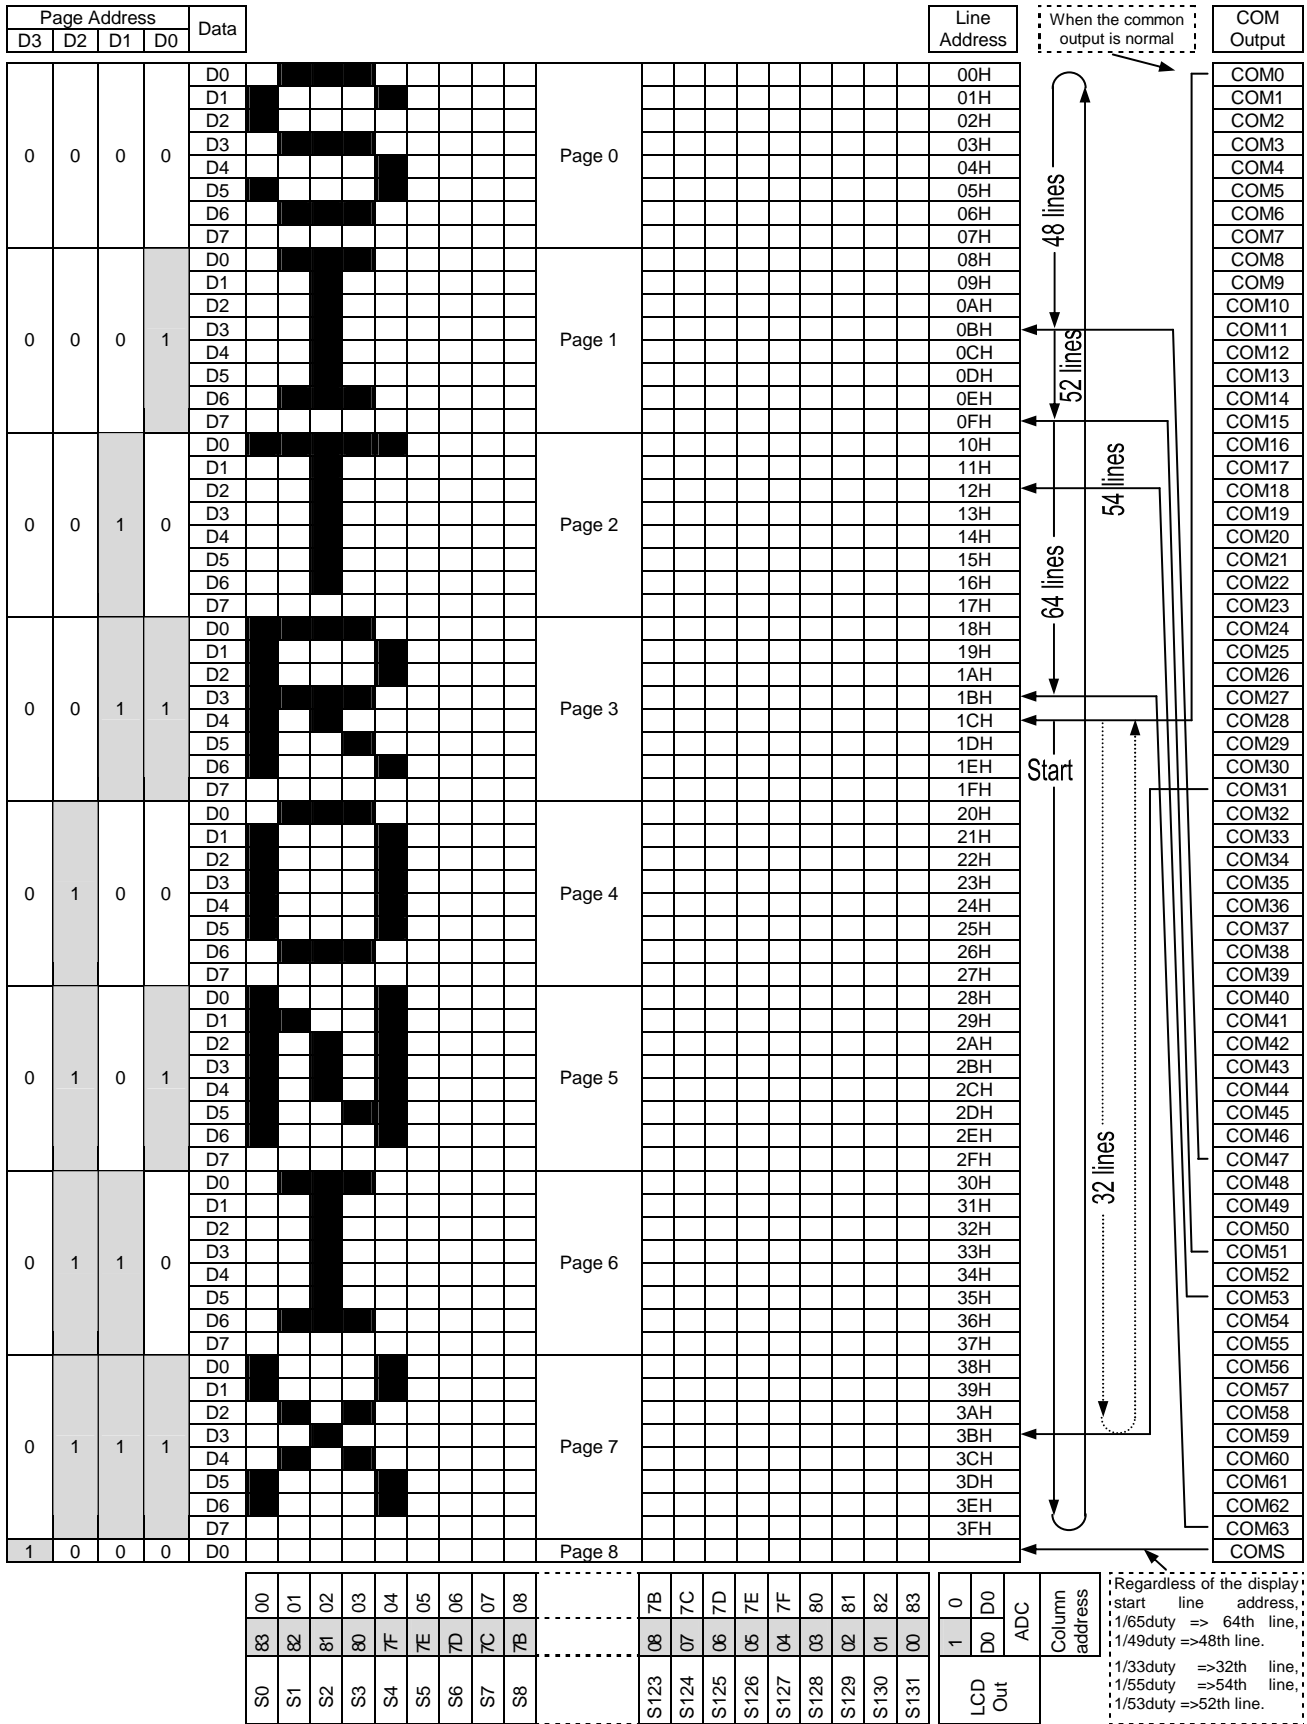 Page Address Data Line Address When the common output is normal COM Output
D3 D2 D1 D0
D0 00H COM0
D1 01H COM1
D2 02H COM2
D3 03H COM3
0 0 0 0 Page 0
D4 04H COM4
D5 05H COM5
D6 06H COM6
D7 07H COM7
48 lines
D0 08H COM8
D1 09H COM9
D2 0AH COM10
D3 0BH COM11
0 0 0 1 Page 1
D4 0CH COM12
D5 0DH COM13
D6 0EH COM14
D7 0FH COM15
52 lines
D0 10H COM16
D1 11H COM17
D2 12H COM18
D3 13H COM19
54 lines
0 0 1 0 Page 2
D4 14H COM20
D5 15H COM21
D6 16H COM22
D7 17H COM23
64 lines
D0 18H COM24
D1 19H COM25
D2 1AH COM26
D3 1BH COM27
0 0 1 1 Page 3
D4 1CH COM28
D5 1DH COM29
D6 1EH COM30
Start
D7 1FH COM31
D0 20H COM32
D1 21H COM33
D2 22H COM34
D3 23H COM35
0 1 0 0 Page 4
D4 24H COM36
D5 25H COM37
D6 26H COM38
D7 27H COM39
D0 28H COM40
D1 29H COM41
D2 2AH COM42
D3 2BH COM43
0 1 0 1 Page 5
D4 2CH COM44
D5 2DH COM45
D6 2EH COM46
D7 2FH COM47
32 lines
D0 30H COM48
D1 31H COM49
D2 32H COM50
D3 33H COM51
0 1 1 0 Page 6
D4 34H COM52
D5 35H COM53
D6 36H COM54
D7 37H COM55
D0 38H COM56
D1 39H COM57
D2 3AH COM58
D3 3BH COM59
0 1 1 1 Page 7
D4 3CH COM60
D5 3DH COM61
D6 3EH COM62
D7 3FH COM63
1 0 0 0 D0 Page 8 COMS
00 01 02 03 04 05 06 07 08 7B 7C 7D 7E 7F 80 81 82 83 0 D0 ADC Column address
83 82 81 80 7F 7E 7D 7C 7B 08 07 06 05 04 03 02 01 00 1 D0
S0 S1 S2 S3 S4 S5 S6 S7 S8 S123 S124 S125 S126 S127 S128 S129 S130 S131 LCD Out
Regardless of the display
start line address,
1/65duty => 64th line,
1/49duty =>48th line.
1/33duty =>32th line,
1/55duty =>54th line,
1/53duty =>52th line.